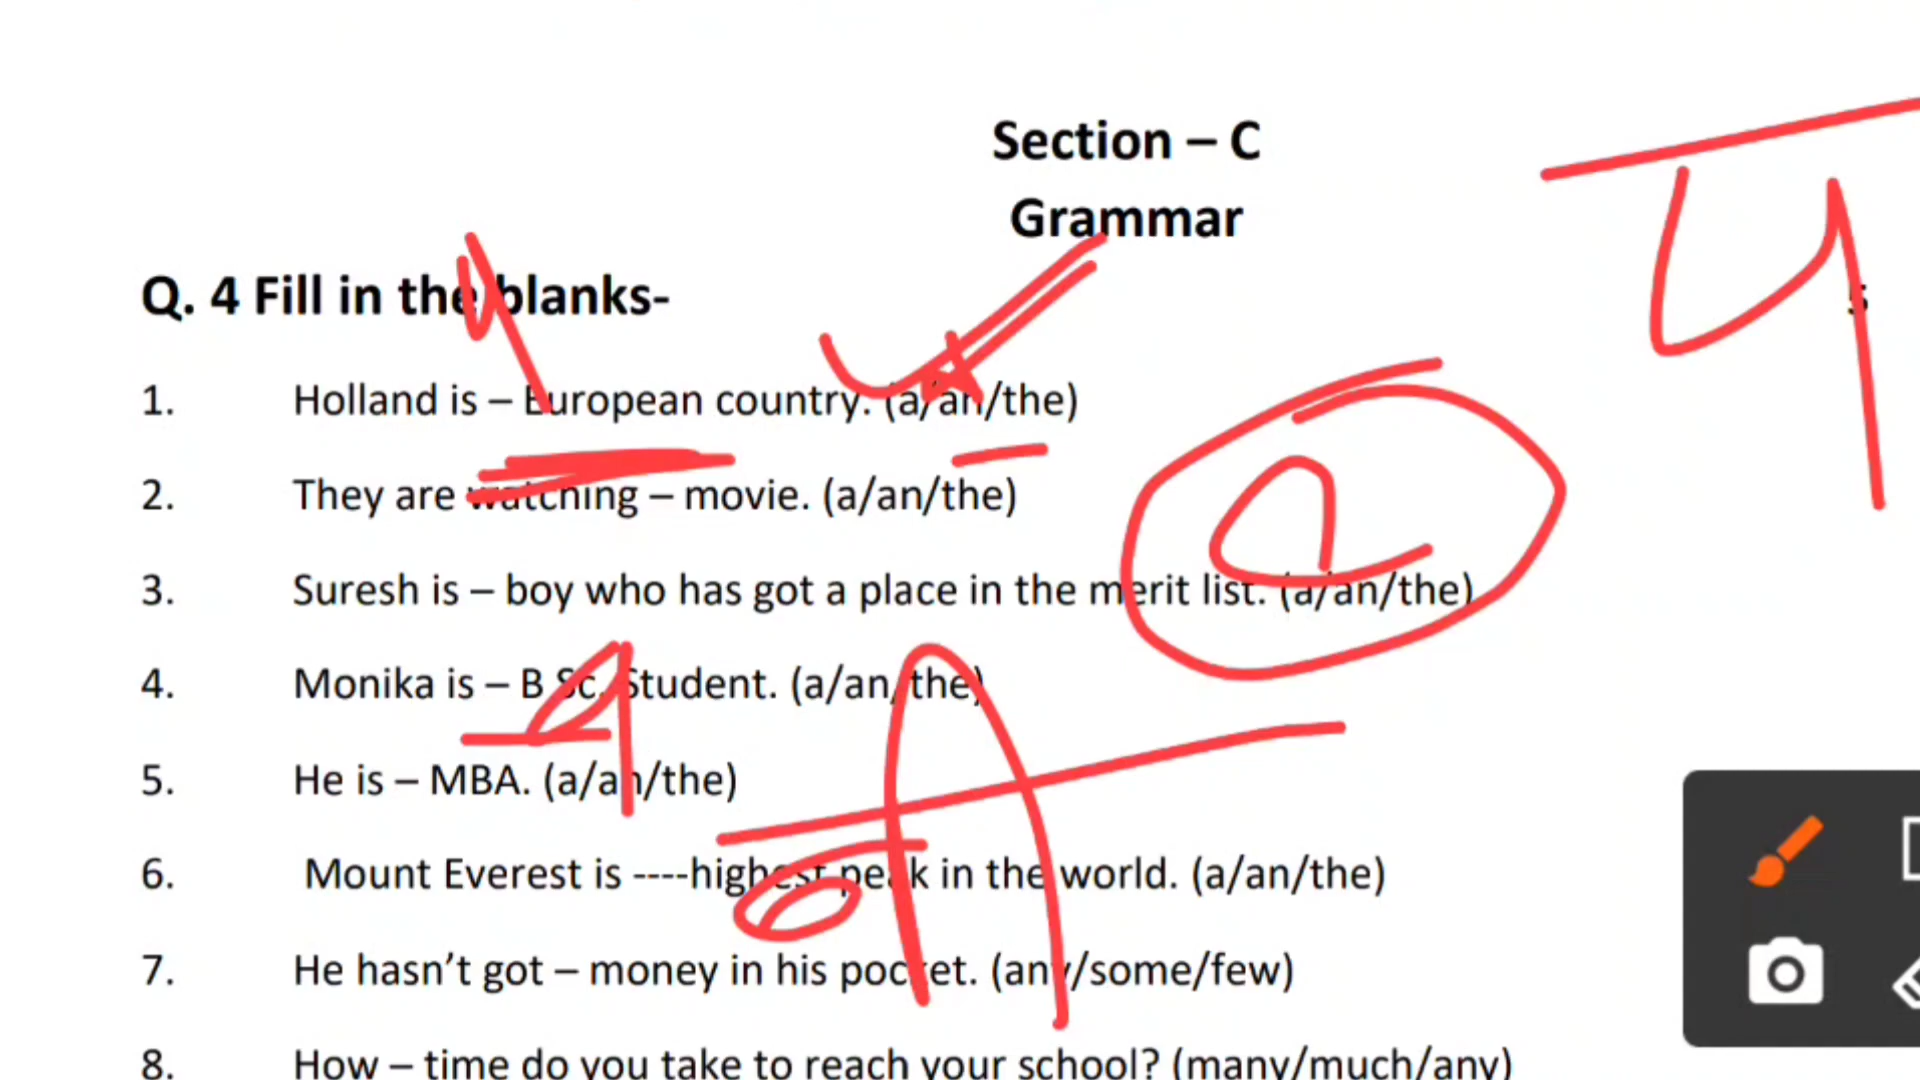 Section – C
Grammar
Q. 4 Fill in the blanks-
5
1. Holland is – European country. (a/an/the)
2. They are watching – movie. (a/an/the)
3. Suresh is – boy who has got a place in the merit list. (a/an/the)
4. Monika is – B Sc. Student. (a/an/the)
5. He is – MBA. (a/an/the)
6. Mount Everest is ----highest peak in the world. (a/an/the)
7. He hasn't got – money in his pocket. (any/some/few)
8. How – time do you take to reach your school? (many/much/any)